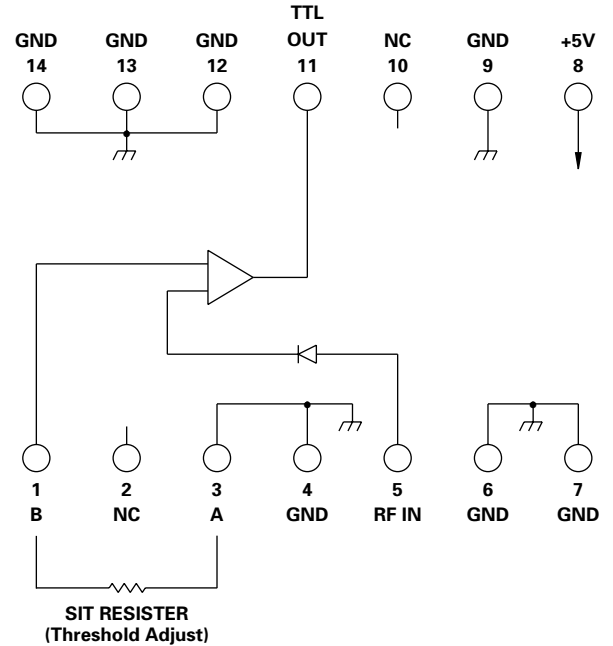 TTL
GND GND GND OUT NC GND +5V
14 13 12 11 10 9 8
1 2 3 4 5 6 7
B NC A GND RF IN GND GND
SIT RESISTER
(Threshold Adjust)